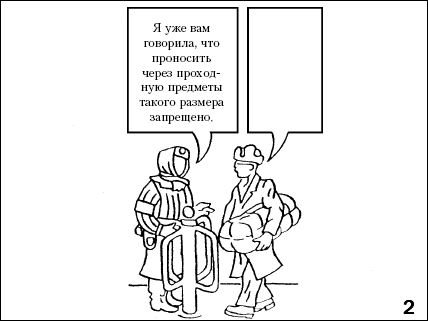 Я уже вам
говорила, что
проносить
через проход-
ную предметы
такого размера
запрещено.
2